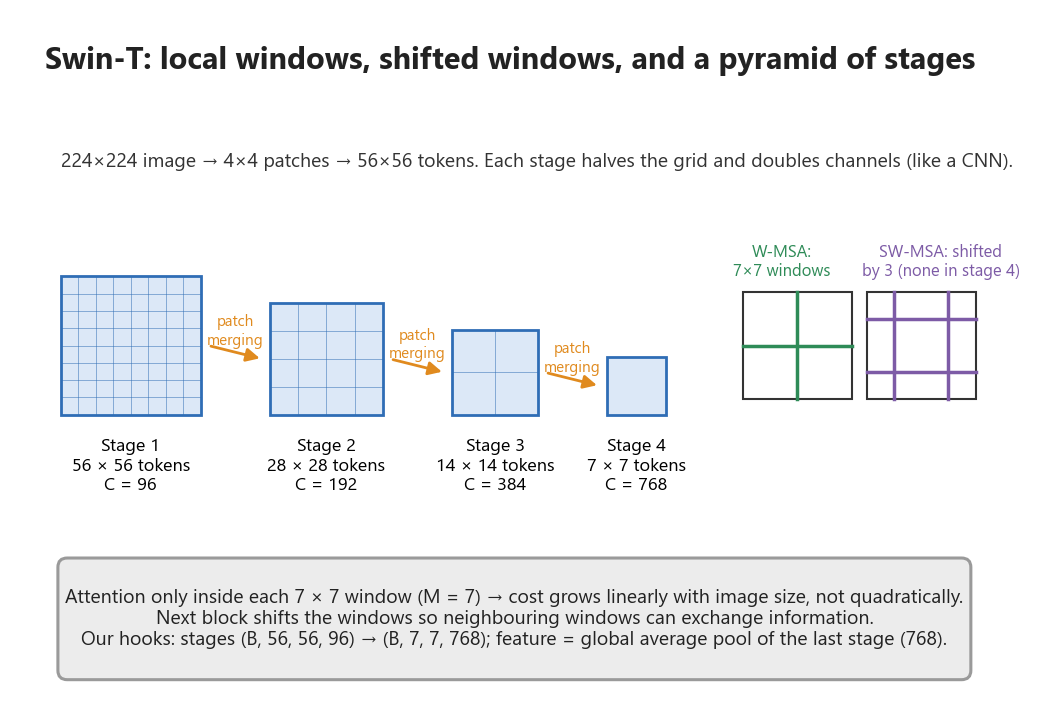 Swin-T: local windows, shifted windows, and a pyramid of stages
224×224 image → 4×4 patches → 56×56 tokens. Each stage halves the grid and doubles channels (like a CNN).
W-MSA:
7×7 windows
SW-MSA: shifted
by 3 (none in stage 4)
patch
merging
patch
merging
patch
merging
Stage 1
56 × 56 tokens
C = 96
Stage 2
28 × 28 tokens
C = 192
Stage 3
14 × 14 tokens
C = 384
Stage 4
7 × 7 tokens
C = 768
Attention only inside each 7 × 7 window (M = 7) → cost grows linearly with image size, not quadratically.
Next block shifts the windows so neighbouring windows can exchange information.
Our hooks: stages (B, 56, 56, 96) → (B, 7, 7, 768); feature = global average pool of the last stage (768).